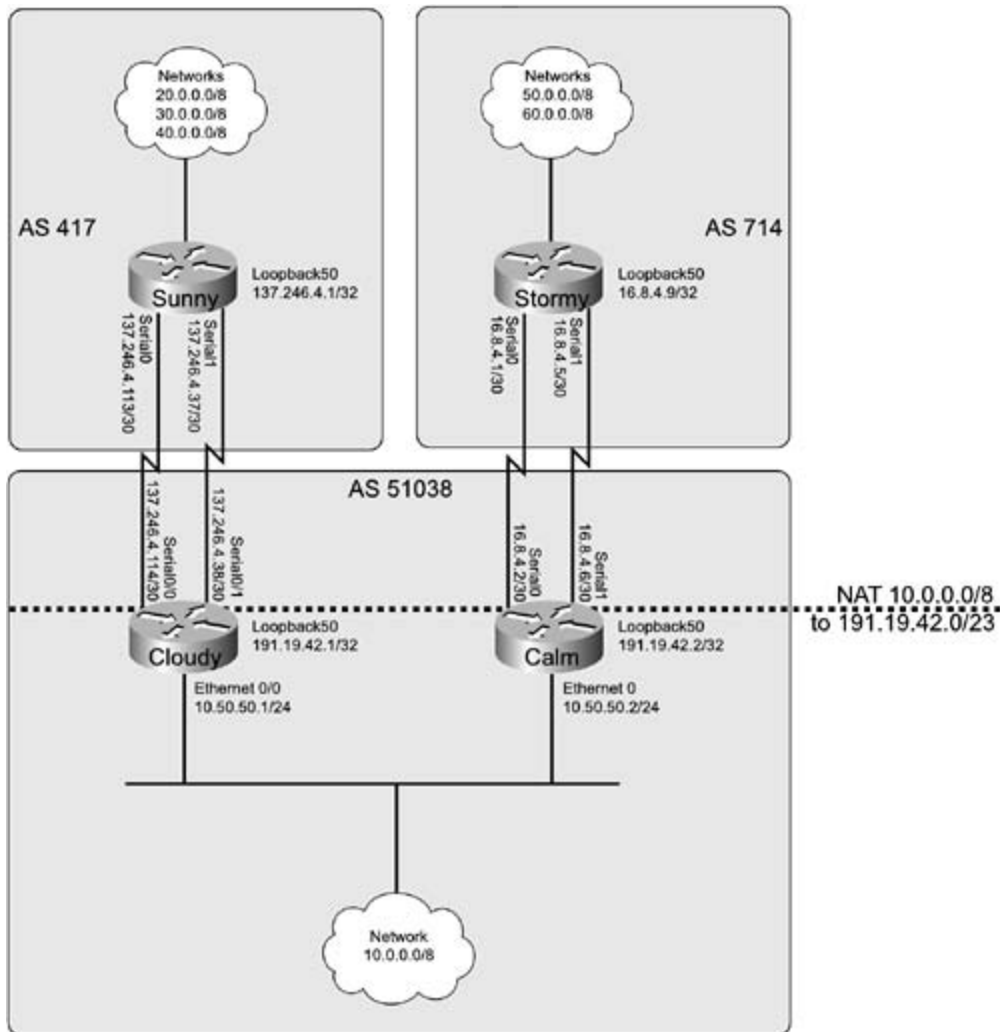 Networks
20.0.0.0/8
30.0.0.0/8
40.0.0.0/8
Networks
50.0.0.0/8
60.0.0.0/8
AS 417
AS 714
Loopback50
137.246.4.1/32
Sunny
Loopback50
16.8.4.9/32
Stormy
Serial0
137.246.4.113/30
Serial1
137.246.4.37/30
Serial0
16.8.4.1/30
Serial1
16.8.4.5/30
AS 51038
Serial0/0
137.246.4.114/30
Serial0/1
137.246.4.38/30
Serial0
16.8.4.2/30
Serial1
16.8.4.6/30
NAT 10.0.0.0/8
to 191.19.42.0/23
Loopback50
191.19.42.1/32
Cloudy
Loopback50
191.19.42.2/32
Calm
Ethernet 0/0
10.50.50.1/24
Ethernet 0
10.50.50.2/24
Network
10.0.0.0/8